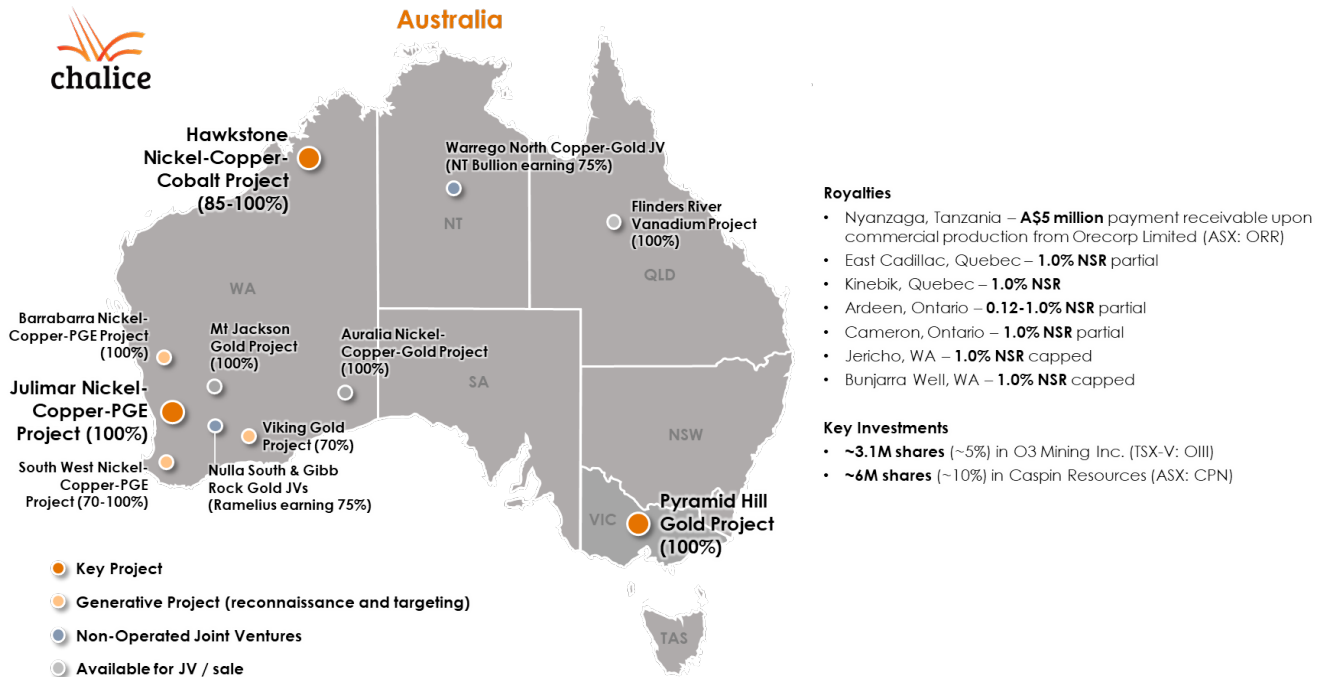 Australia
chalice
Hawkstone
Nickel-Copper-
Cobalt Project
(85-100%)
Warrego North Copper-Gold JV
(NT Bullion earning 75%)
Flinders River
Vanadium Project
(100%)
NT
QLD
WA
Barrabarra Nickel-
Copper-PGE Project
(100%)
Mt Jackson
Gold Project
(100%)
Auralia Nickel-
Copper-Gold Project
(100%)
SA
Julimar Nickel-
Copper-PGE
Project (100%)
Viking Gold
Project (70%)
NSW
South West Nickel-
Copper-PGE
Project (70-100%)
Nulla South & Gibb
Rock Gold JVs
(Ramelius earning 75%)
VIC
Pyramid Hill
Gold Project
(100%)
TAS
Key Project
Generative Project (reconnaissance and targeting)
Non-Operated Joint Ventures
Available for JV / sale
Royalties
• Nyanzaga, Tanzania – A$5 million payment receivable upon
commercial production from Orecorp Limited (ASX: ORR)
• East Cadillac, Quebec – 1.0% NSR partial
• Kinebik, Quebec – 1.0% NSR
• Ardeen, Ontario – 0.12-1.0% NSR partial
• Cameron, Ontario – 1.0% NSR partial
• Jericho, WA – 1.0% NSR capped
• Bunjarra Well, WA – 1.0% NSR capped
Key Investments
• ~3.1M shares (~5%) in O3 Mining Inc. (TSX-V: OIII)
• ~6M shares (~10%) in Caspin Resources (ASX: CPN)